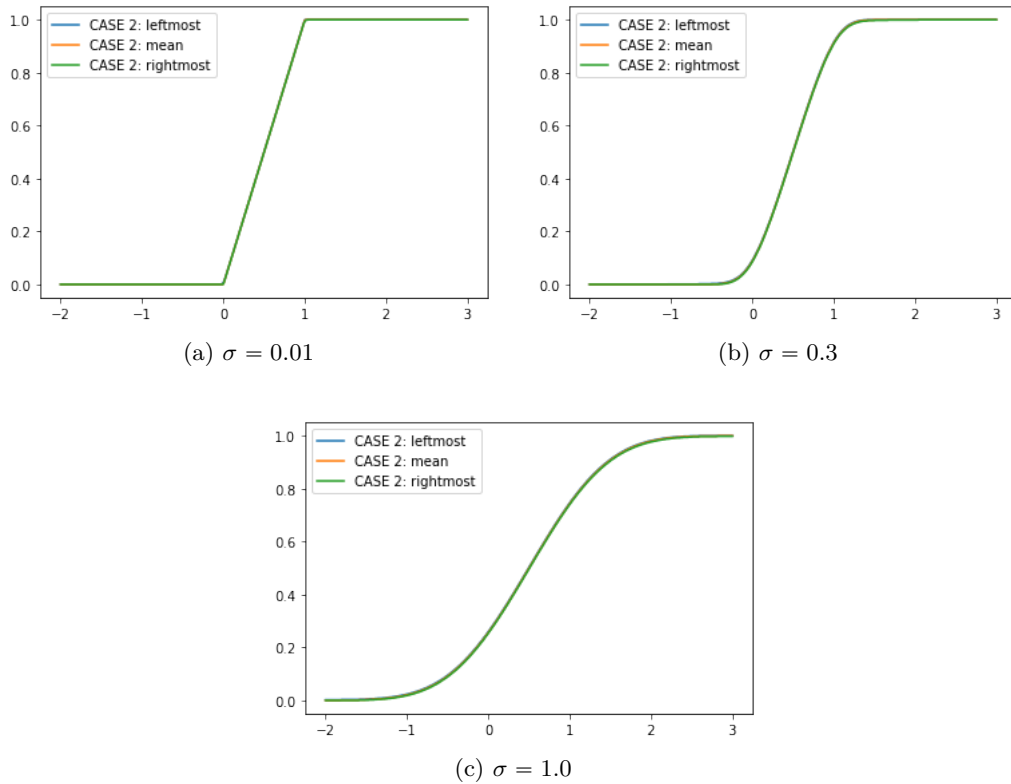 CASE 2: leftmost
CASE 2: mean
CASE 2: rightmost
1.0
0.8
0.6
0.4
0.2
0.0
−2 −1 0 1 2 3
(a) σ = 0.01
CASE 2: leftmost
CASE 2: mean
CASE 2: rightmost
1.0
0.8
0.6
0.4
0.2
0.0
−2 −1 0 1 2 3
(b) σ = 0.3
CASE 2: leftmost
CASE 2: mean
CASE 2: rightmost
1.0
0.8
0.6
0.4
0.2
0.0
−2 −1 0 1 2 3
(c) σ = 1.0